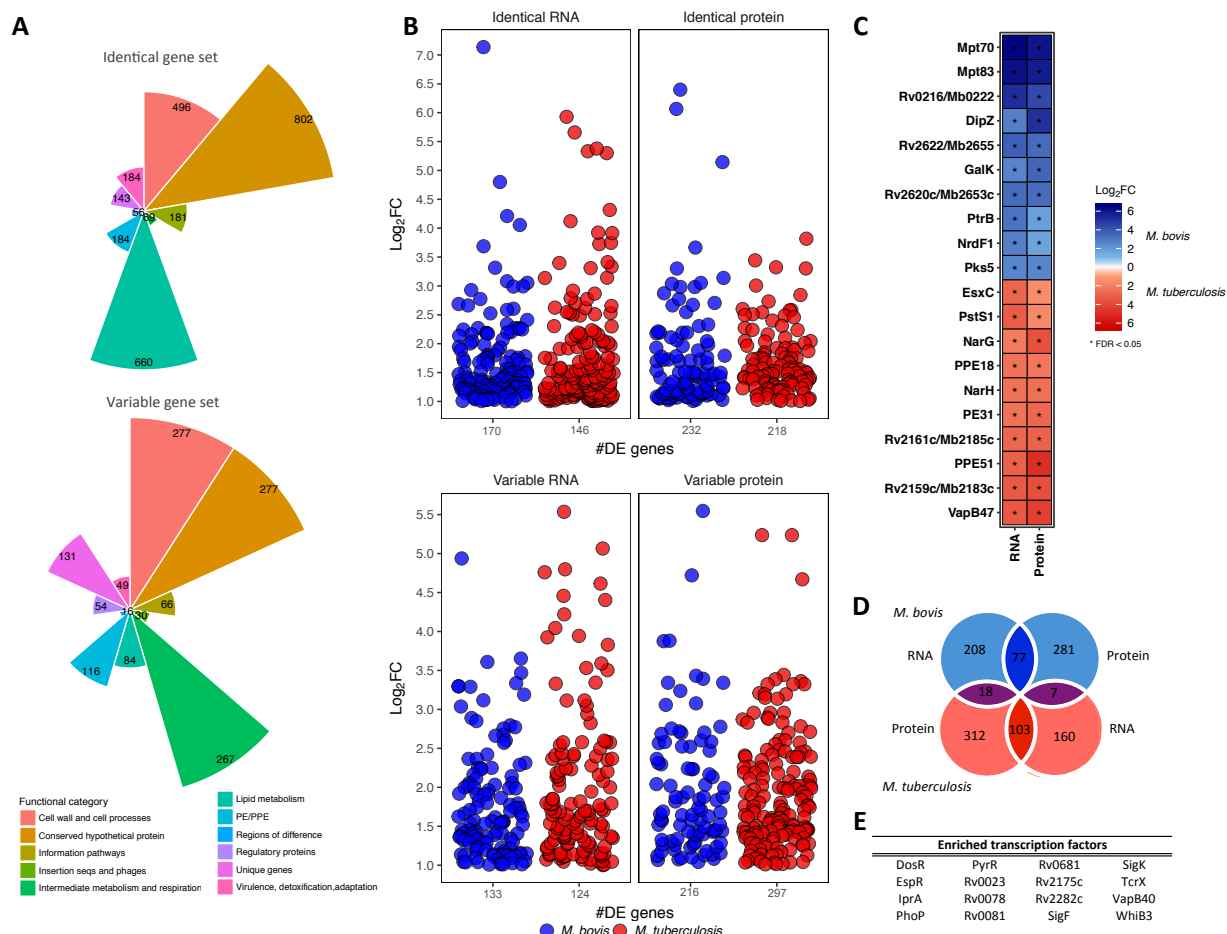 A
Identical gene set
496
802
184
143
56
69
181
184
660
Variable gene set
277
277
131
49
54
16
30
66
116
84
267
Functional category
Cell wall and cell processes
Conserved hypothetical protein
Information pathways
Insertion seqs and phages
Intermediate metabolism and respiration
Lipid metabolism
PE/PPE
Regions of difference
Regulatory proteins
Unique genes
Virulence, detoxification,adaptation
B
Identical RNA
Identical protein
Log2FC
7.0
6.5
6.0
5.5
5.0
4.5
4.0
3.5
3.0
2.5
2.0
1.5
1.0
170
146
232
218
#DE genes
Variable RNA
Variable protein
Log2FC
5.5
5.0
4.5
4.0
3.5
3.0
2.5
2.0
1.5
1.0
133
124
216
297
#DE genes
M. bovis
M. tuberculosis
C
Mpt70
Mpt83
Rv0216/Mb0222
DipZ
Rv2622/Mb2655
GalK
Rv2620c/Mb2653c
PtrB
NrdF1
Pks5
EsxC
PstS1
NarG
PPE18
NarH
PE31
Rv2161c/Mb2185c
PPE51
Rv2159c/Mb2183c
VapB47
RNA
Protein
Log2FC
6
4
2
0
2
4
6
M. bovis
M. tuberculosis
* FDR < 0.05
D
M. bovis
RNA
208
77
281
Protein
18
7
Protein
312
103
160
RNA
M. tuberculosis
E
Enriched transcription factors
DosR PyrR Rv0681 SigK
EspR Rv0023 Rv2175c TcrX
IprA Rv0078 Rv2282c VapB40
PhoP Rv0081 SigF WhiB3